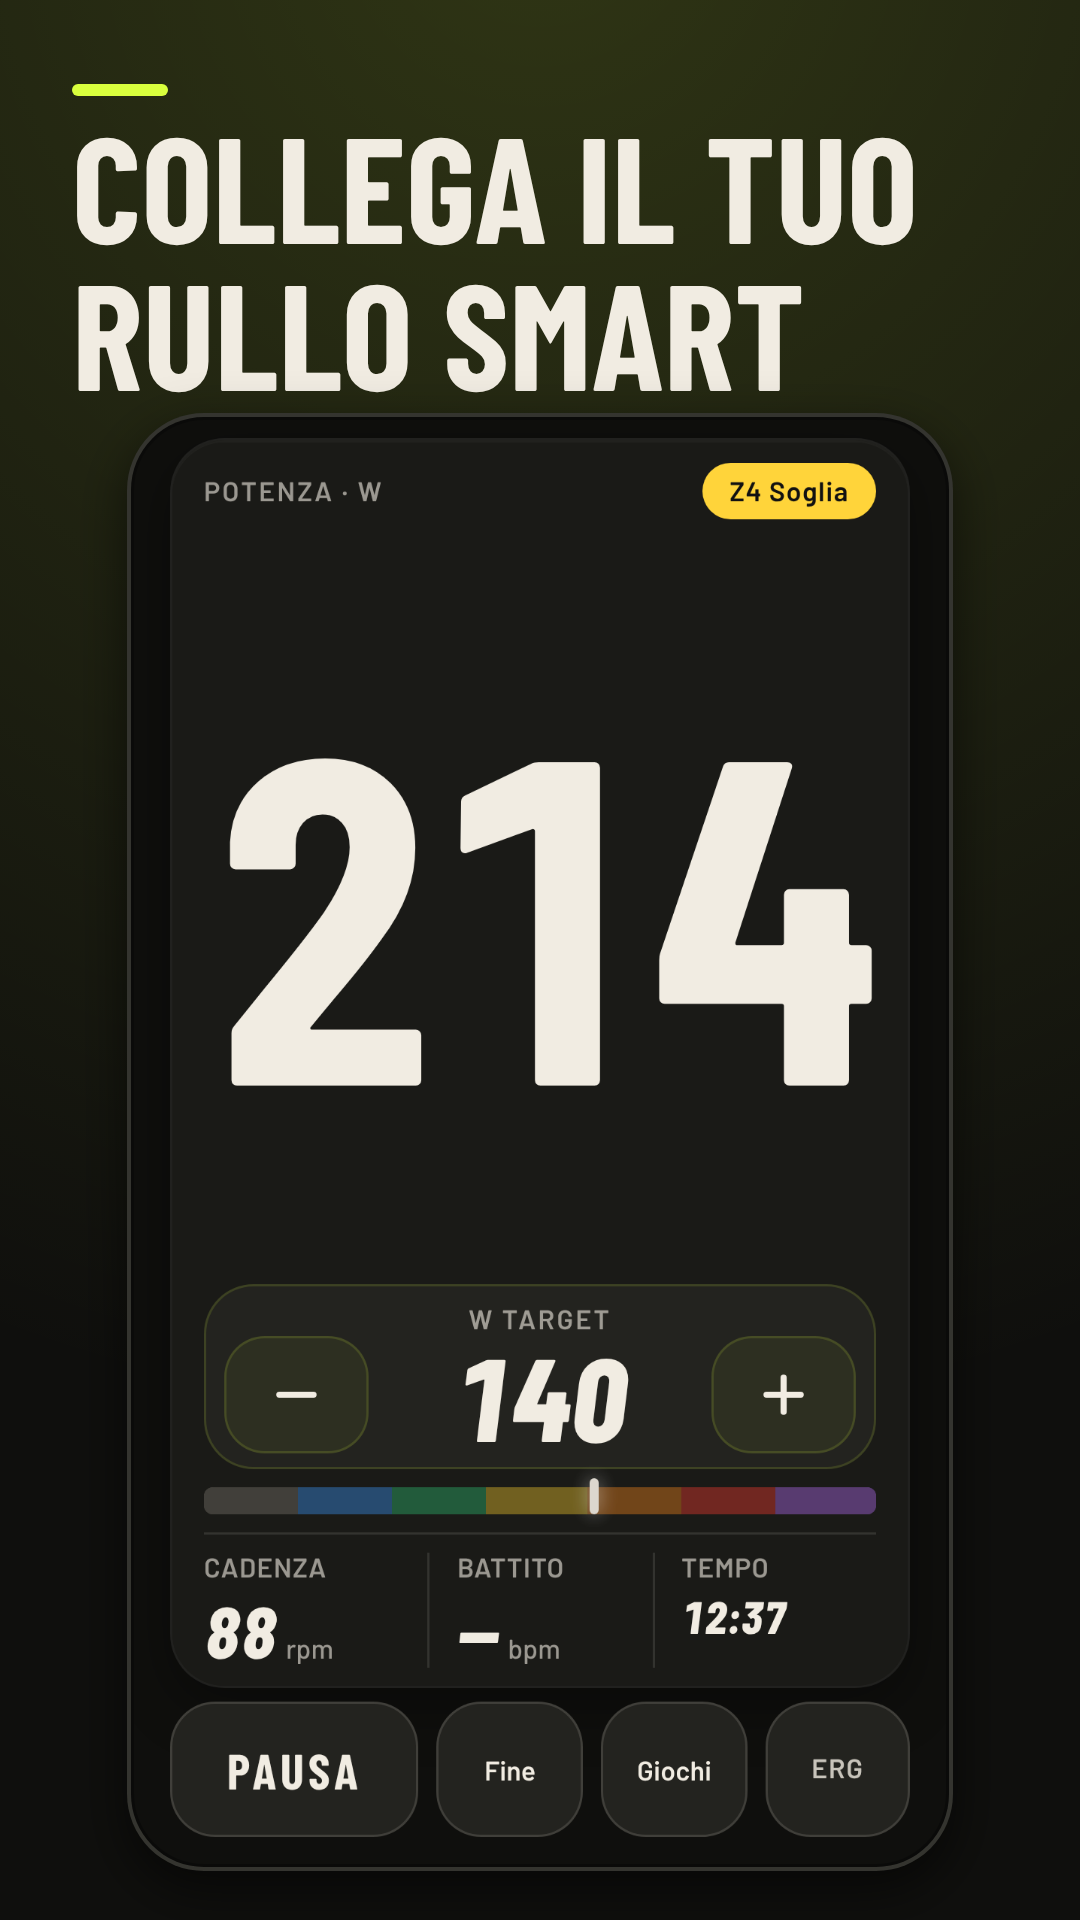 COLLEGA IL TUO
RULLO SMART
POTENZA · W
Z4 Soglia
214
W TARGET
− 140 +
CADENZA BATTITO TEMPO
88 rpm – bpm 12:37
PAUSA Fine Giochi ERG